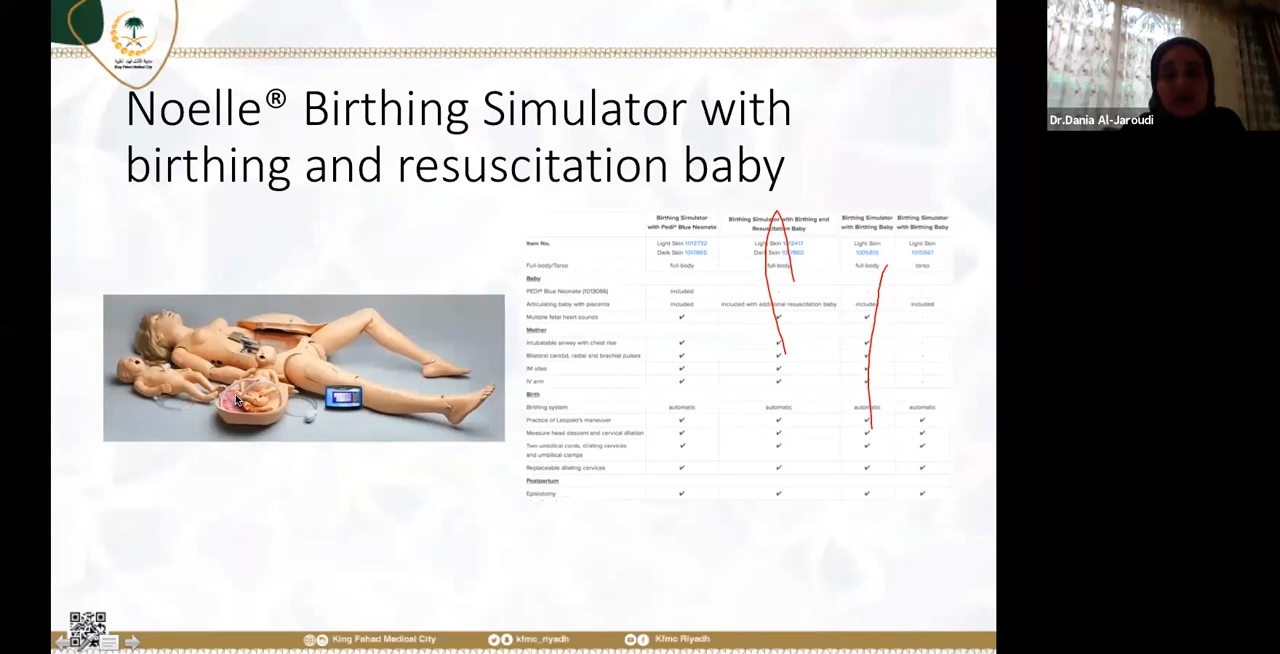 King Fahad Medical City
Noelle® Birthing Simulator with
birthing and resuscitation baby
Dr.Dania Al-Jaroudi
Birthing Simulator with Pedi® Blue Neonate
Birthing Simulator with Birthing and Resuscitation Baby
Birthing Simulator with Birthing Baby
Birthing Simulator with Birthing Baby
Item No.
Light Skin 1012732
Light Skin
Light Skin
Light Skin
Dark Skin 1017860
Full-body/Torso full-body full-body full-body torso
Baby
PEDI® Blue Neonate (1013066) included -
Articulating baby with placenta included included with additional resuscitation baby included included
Multiple fetal heart sounds ✔ ✔ ✔ -
Mother
Intubatable airway with chest rise ✔ ✔ ✔ -
Bilateral carotid, radial and brachial pulses ✔ ✔ ✔ -
IM sites ✔ ✔ ✔ -
IV arm ✔ ✔ ✔ -
Birth
Birthing system automatic automatic automatic automatic
Practice of Leopold's maneuver ✔ ✔ ✔ ✔
Measure head descent and cervical dilation ✔ ✔ ✔ ✔
Two umbilical cords, dilating cervices ✔ ✔ ✔ ✔
and umbilical clamps
Replaceable dilating cervices ✔ ✔ ✔ ✔
Postpartum
Episiotomy ✔ ✔ ✔ ✔
King Fahad Medical City kfmc_riyadh Kfmc Riyadh